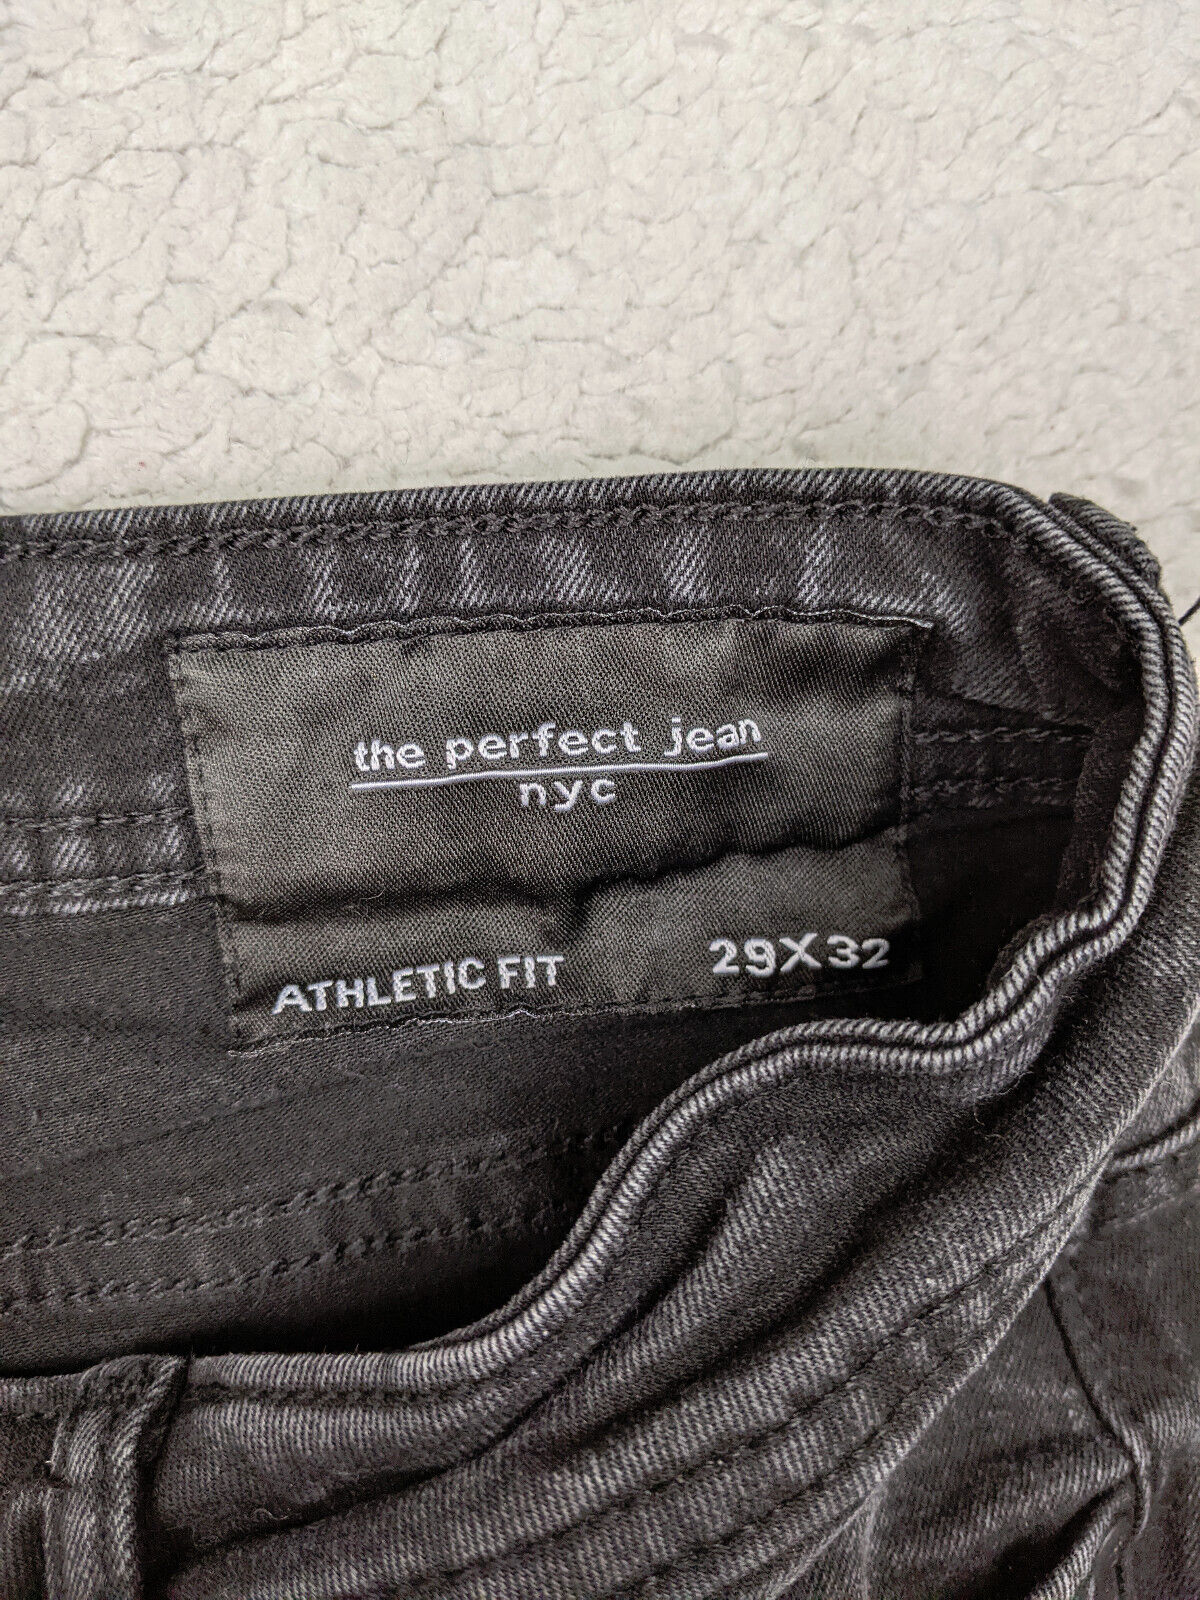 the perfect jean
nyc
ATHLETIC FIT 29X32